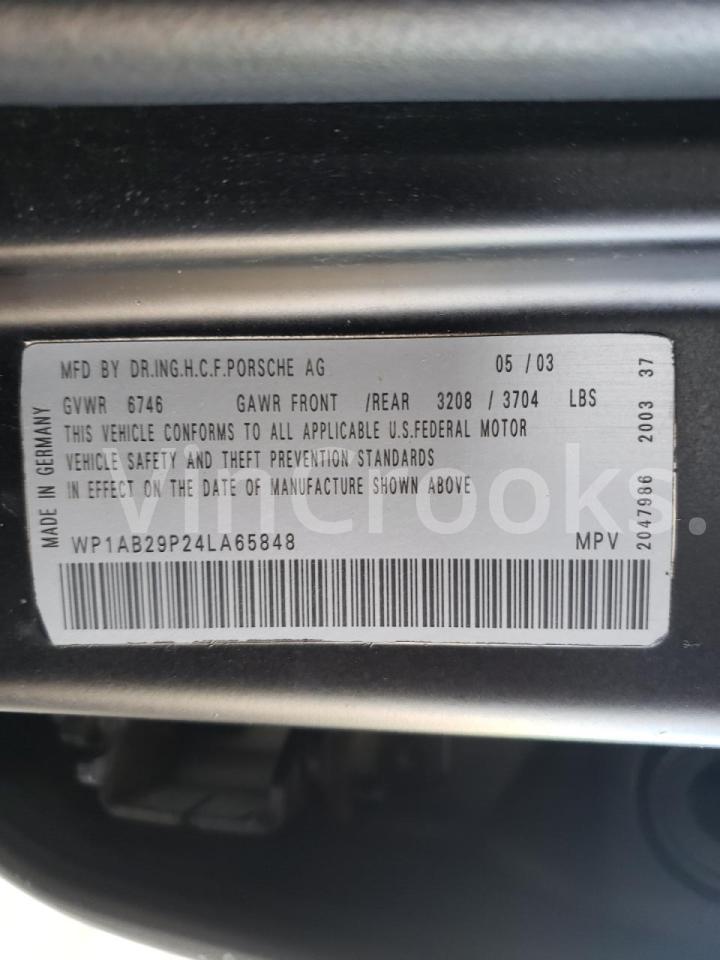 MFD BY DR.ING.H.C.F.PORSCHE AG 05 / 03
GVWR 6746 GAWR FRONT /REAR 3208 / 3704 LBS
THIS VEHICLE CONFORMS TO ALL APPLICABLE U.S.FEDERAL MOTOR
VEHICLE SAFETY AND THEFT PREVENTION STANDARDS
IN EFFECT ON THE DATE OF MANUFACTURE SHOWN ABOVE
WP1AB29P24LA65848 MPV
MADE IN GERMANY
2047986 2003 37
VinCrooks.